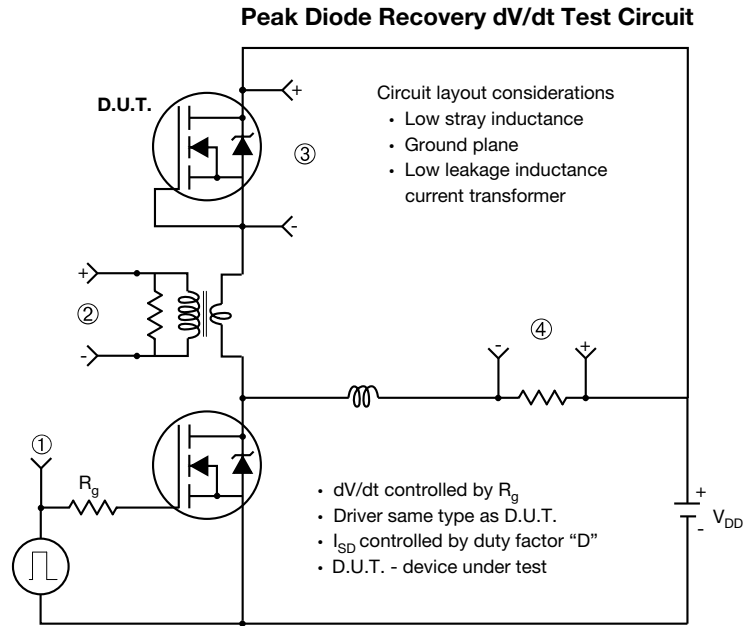 Peak Diode Recovery dV/dt Test Circuit
D.U.T.
+
Circuit layout considerations
• Low stray inductance
• Ground plane
• Low leakage inductance
current transformer
③
-
+
②
-
④
-
+
①
Rg
• dV/dt controlled by Rg
• Driver same type as D.U.T.
• ISD controlled by duty factor “D”
• D.U.T. - device under test
+
VDD
-